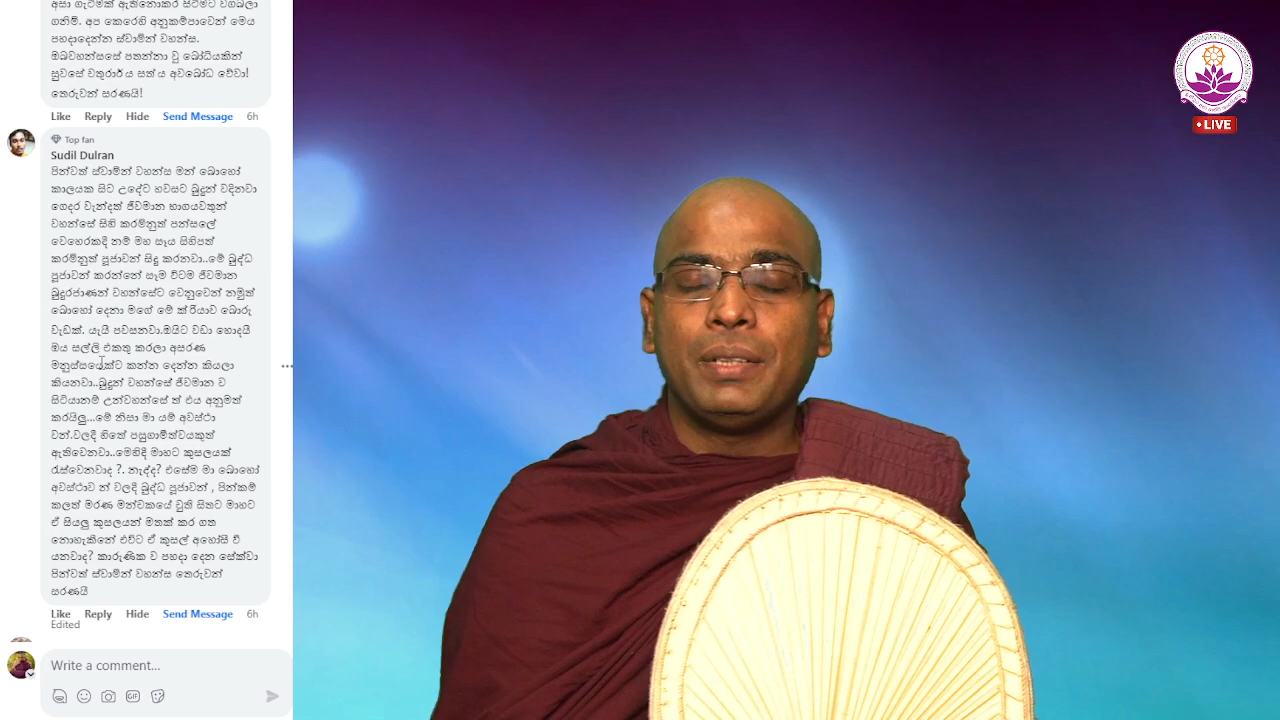 අසා ගැටීමක් ඇතිනොකර සිටීමට වගබලා
ගනිමි. අප කෙරෙහි අනුකම්පාවෙන් මෙය
පහදාදෙන්න ස්වාමින් වහන්ස.
ඔබවහන්සසේ පතන්නා වු බෝධියකින්
සුවසේ චතුරාර් ය සත් ය අවබෝධ වේවා!
තෙරුවන් සරණයි!
Like Reply Hide Send Message 6h
Top fan
Sudil Dulran
පින්වත් ස්වාමින් වහන්ස මන් බොහෝ
කාලයක සිට උදේට හවසට බුදුන් වදිනවා
ගෙදර වැන්දත් ජීවමාන භාගයවතුන්
වහන්සේ සිහි කරමිනුත් පන්සලේ
වෙහෙරකදී නම් මහ සෑය සිහිපත්
කරමිනුත් පූජාවන් සිදු කරනවා..මේ බුද්ධ
පූජාවන් කරන්නේ සෑම විටම ජීවමාන
බුදුරජාණන් වහන්සේට වෙනුවෙන් නමුත්
බොහෝ දෙනා මගේ මේ ක් රියාව බොරු
වැඩක්. යැයී පවසනවා.ඔයිට වඩා හොදයී
ඔය සල්ලි එකතු කරලා අසරණ
මනුස්සයෙක්ට කන්න දෙන්න කියලා
කියනවා..බුදුන් වහන්සේ ජීවමාන ව
සිටියානම් උන්වහන්සේ ත් එය අනුමත්
කරයිලු...මේ නිසා මා යම් අවස්ථා
වන්.වලදී හිතේ පසුගාමීත්වයකුත්
ඇතිවෙනවා..මෙහිදී මාහට කුසලයක්
රැස්වෙනවාද ?. නැද්ද? එසේම මා බොහෝ
අවස්ථාව න් වලදී බුද්ධ පූජාවන් , පින්කම්
කලත් මරණ මන්චකයේ චුති සිතට මාහට
ඒ සියලු කුසලයන් මතක් කර ගත
නොහැකිනේ එවිට ඒ කුසල් අහෝසී වී
යනවාද? කාරුණික ව පහදා දෙන සේක්වා
පින්වත් ස්වාමින් වහන්ස තෙරුවන්
සරණයී
Like Reply Hide Send Message 6h
Edited
Write a comment...
GIF
LIVE